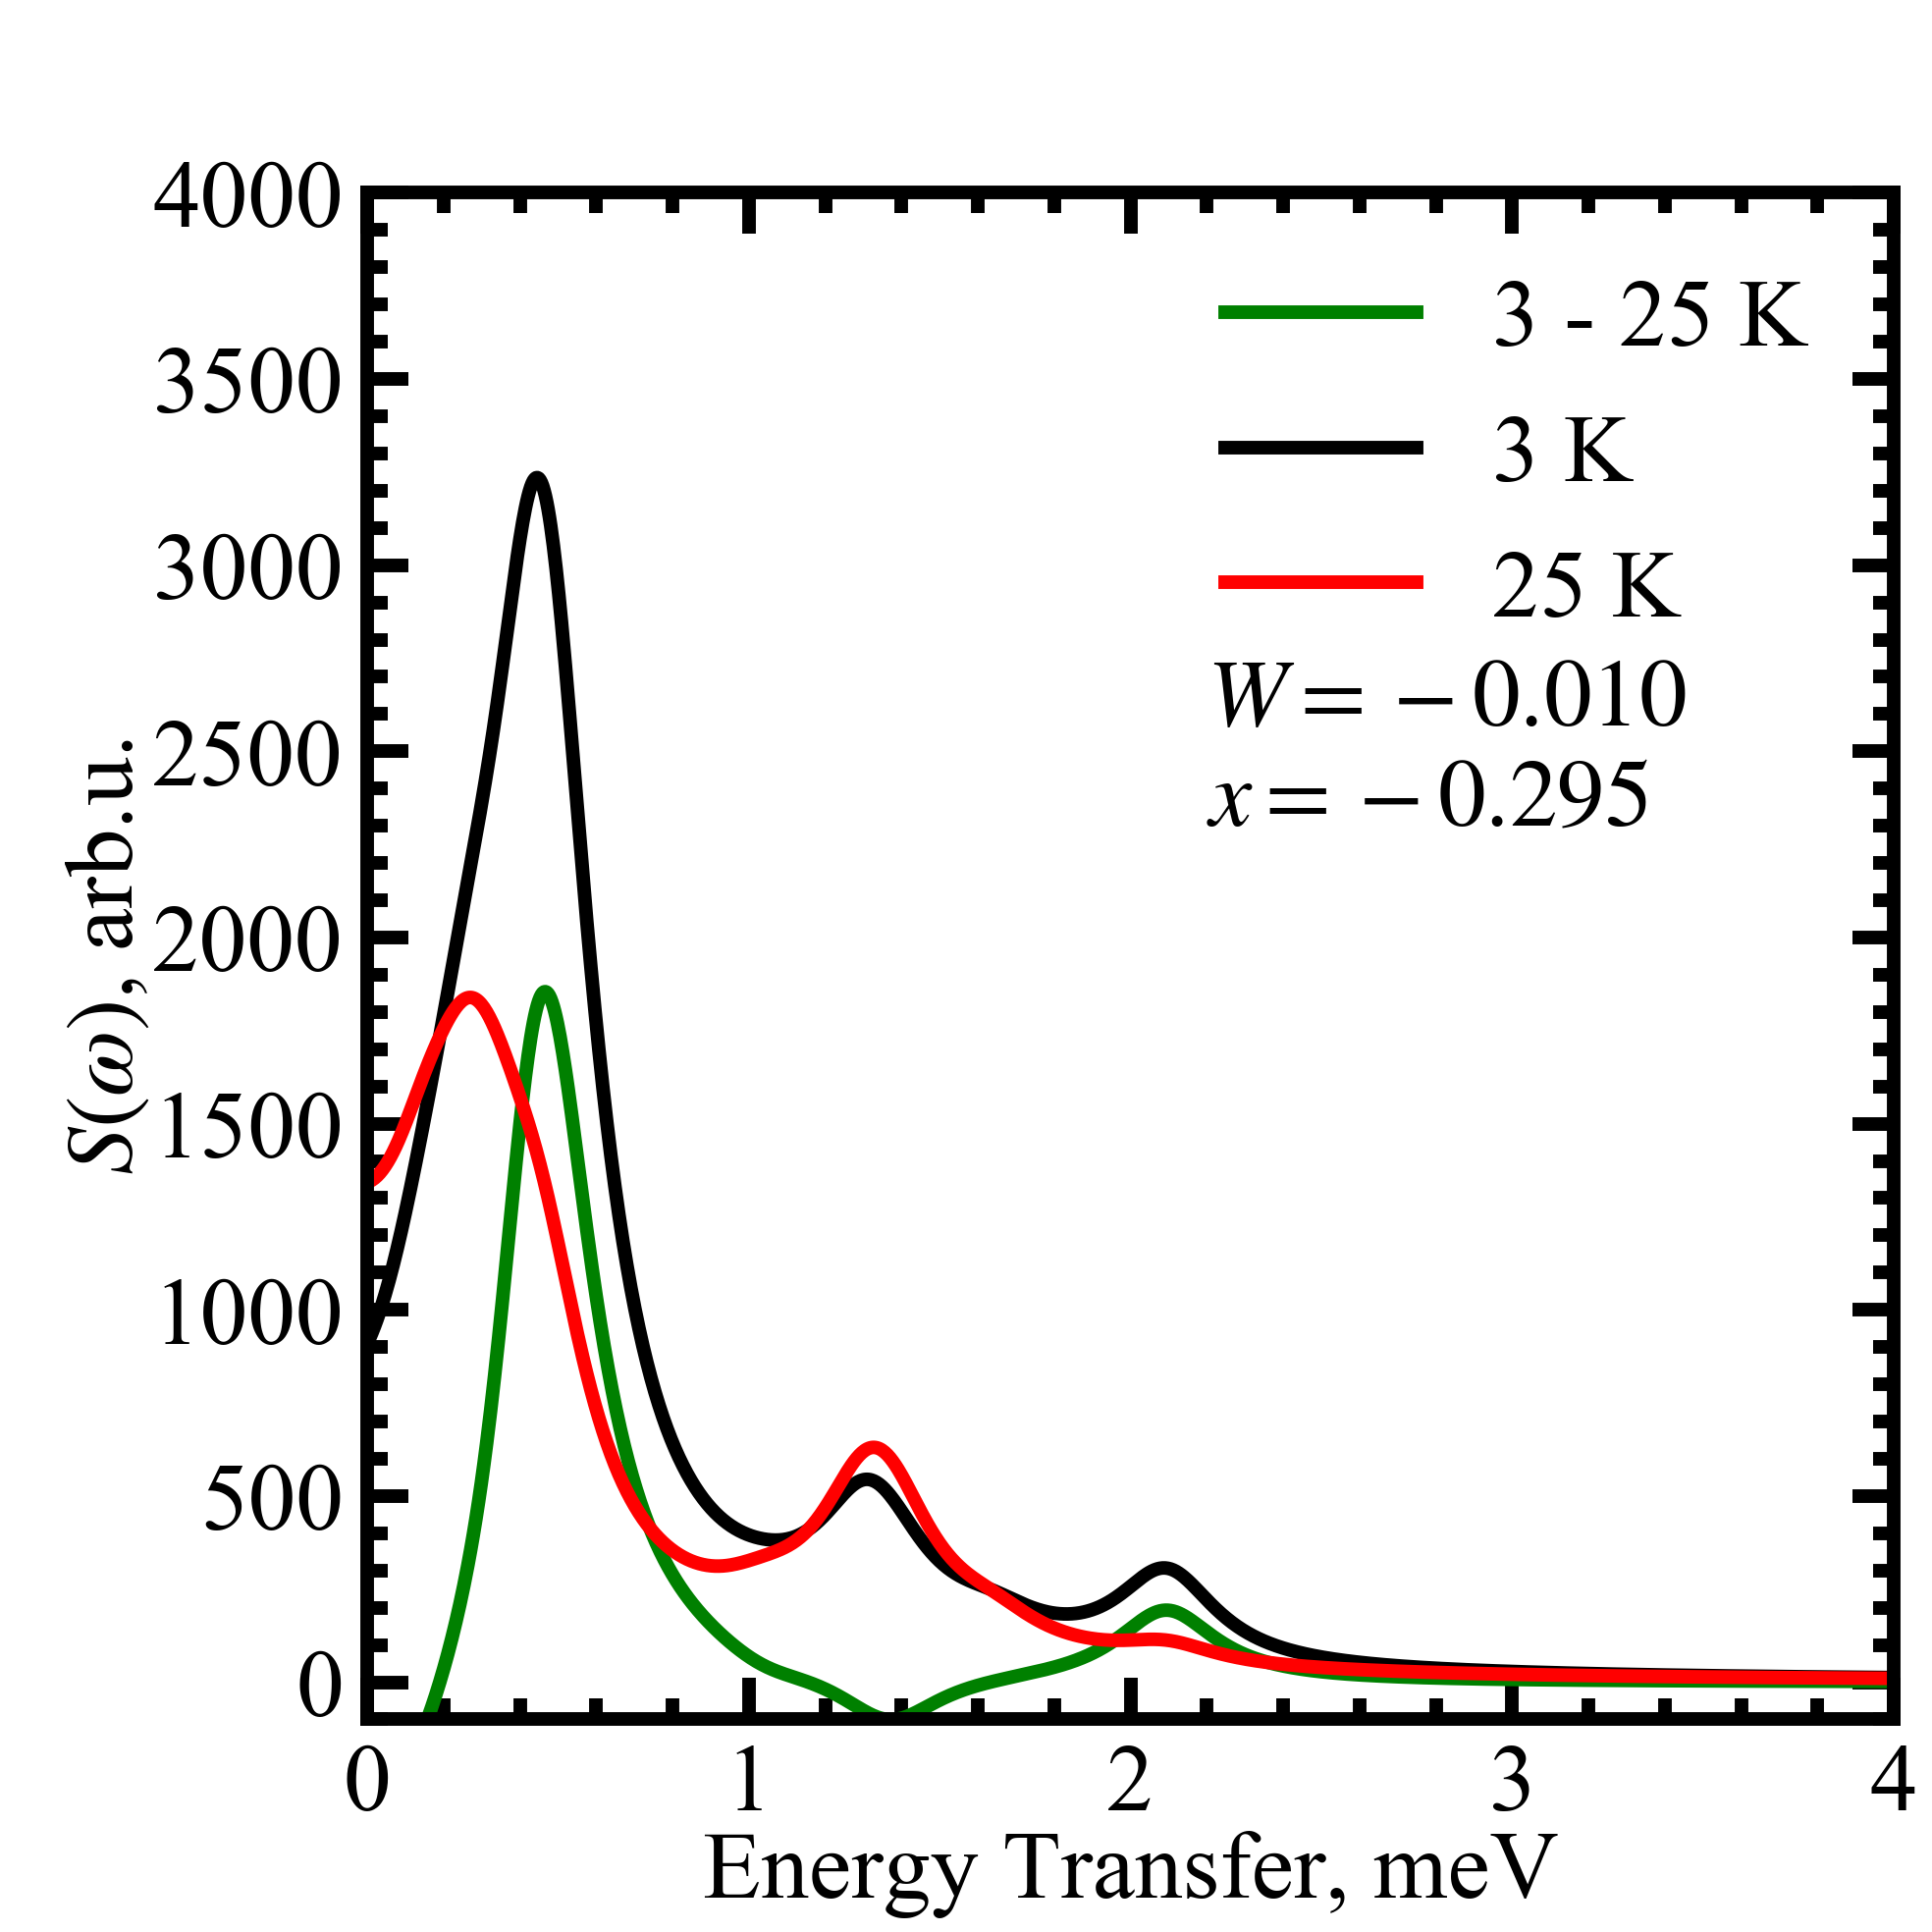 4000
3500
3000
2500
2000
1500
1000
500
0
S(ω), arb.u.
3 - 25 K
3 K
25 K
W = − 0.010
x = − 0.295
0 1 2 3 4
Energy Transfer, meV